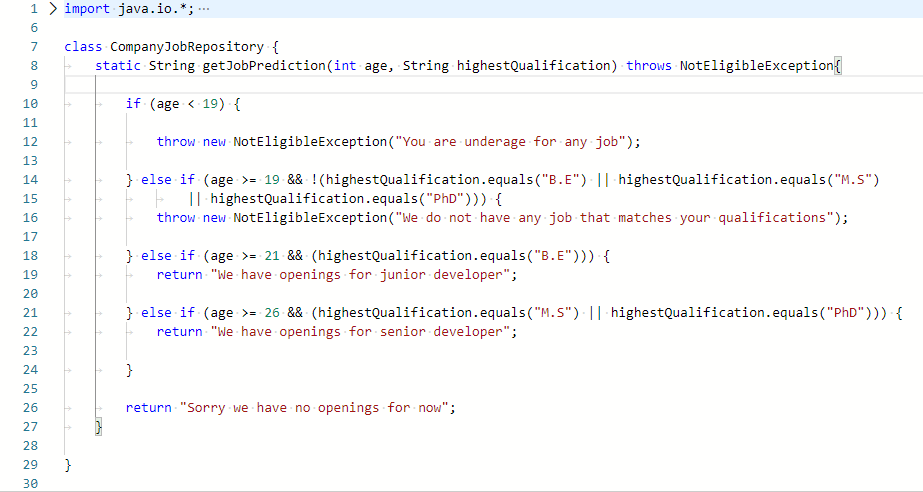 1 > import java.io.*; ···
6
7 class CompanyJobRepository {
8 static String getJobPrediction(int age, String highestQualification) throws NotEligibleException{
9
10 if (age < 19) {
11
12 throw new NotEligibleException("You are underage for any job");
13
14 } else if (age >= 19 && !(highestQualification.equals("B.E") || highestQualification.equals("M.S")
15 || highestQualification.equals("PhD"))) {
16 throw new NotEligibleException("We do not have any job that matches your qualifications");
17
18 } else if (age >= 21 && (highestQualification.equals("B.E"))) {
19 return "We have openings for junior developer";
20
21 } else if (age >= 26 && (highestQualification.equals("M.S") || highestQualification.equals("PhD"))) {
22 return "We have openings for senior developer";
23
24 }
25
26 return "Sorry we have no openings for now";
27 }
28
29 }
30